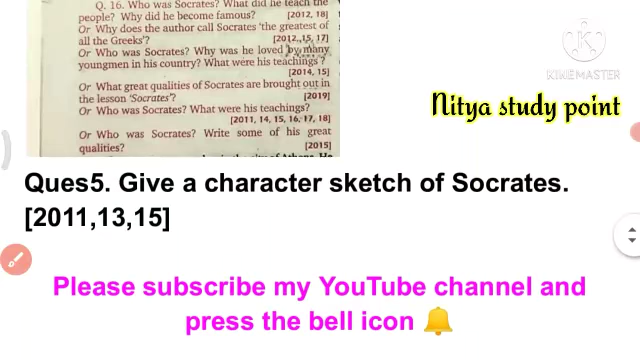 Q. 16. Who was Socrates? What did he teach the
people? Why did he become famous? [2012, 18]
Or Why does the author call Socrates 'the greatest of
all the Greeks'? [2012, 15, 17]
Or Who was Socrates? Why was he loved by many
youngmen in his country? What were his teachings?
[2014, 15]
Or What great qualities of Socrates are brought out in
the lesson 'Socrates'? [2019]
Or Who was Socrates? What were his teachings?
[2011, 14, 15, 16, 17, 18]
Or Who was Socrates? Write some of his great
qualities? [2015]
KINEMASTER
Nitya study point
Ques5. Give a character sketch of Socrates.
[2011,13,15]
Please subscribe my YouTube channel and
press the bell icon 🔔